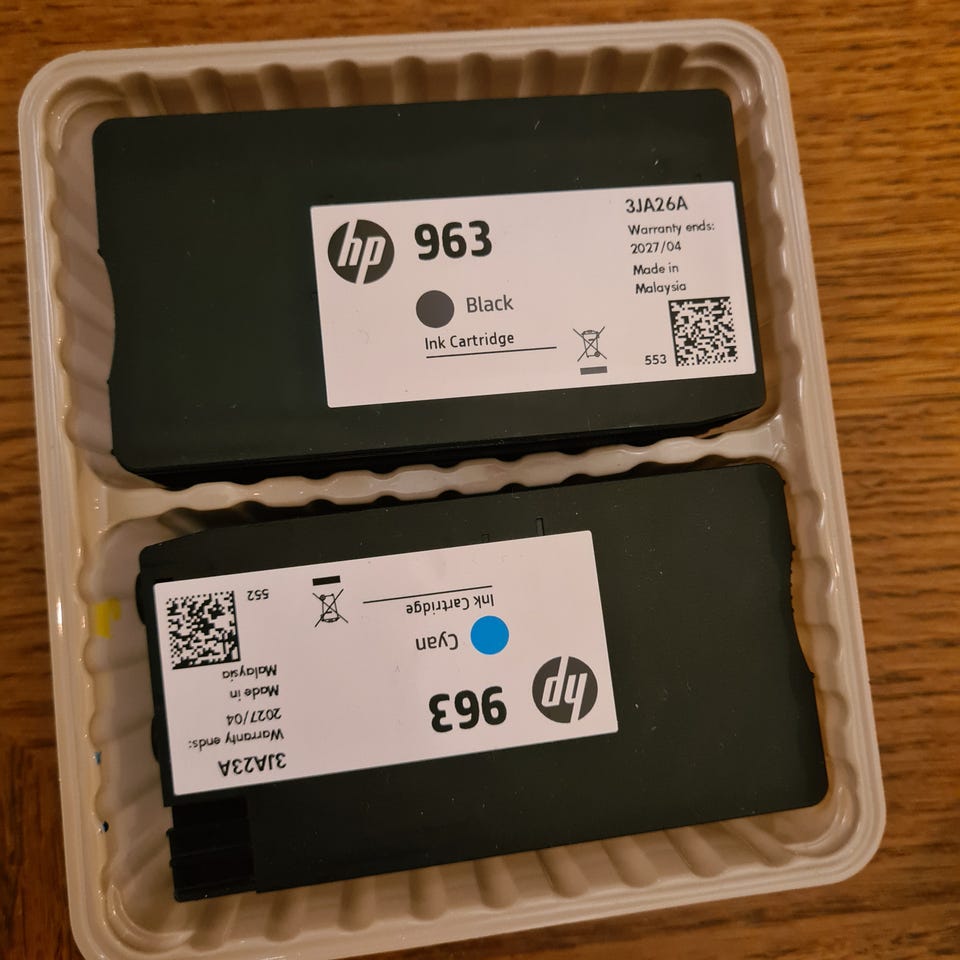 hp 963
Black
Ink Cartridge
3JA26A
Warranty ends:
2027/04
Made in
Malaysia
553
hp 963
Cyan
Ink Cartridge
3JA23A
Warranty ends:
2027/04
Made in
Malaysia
552